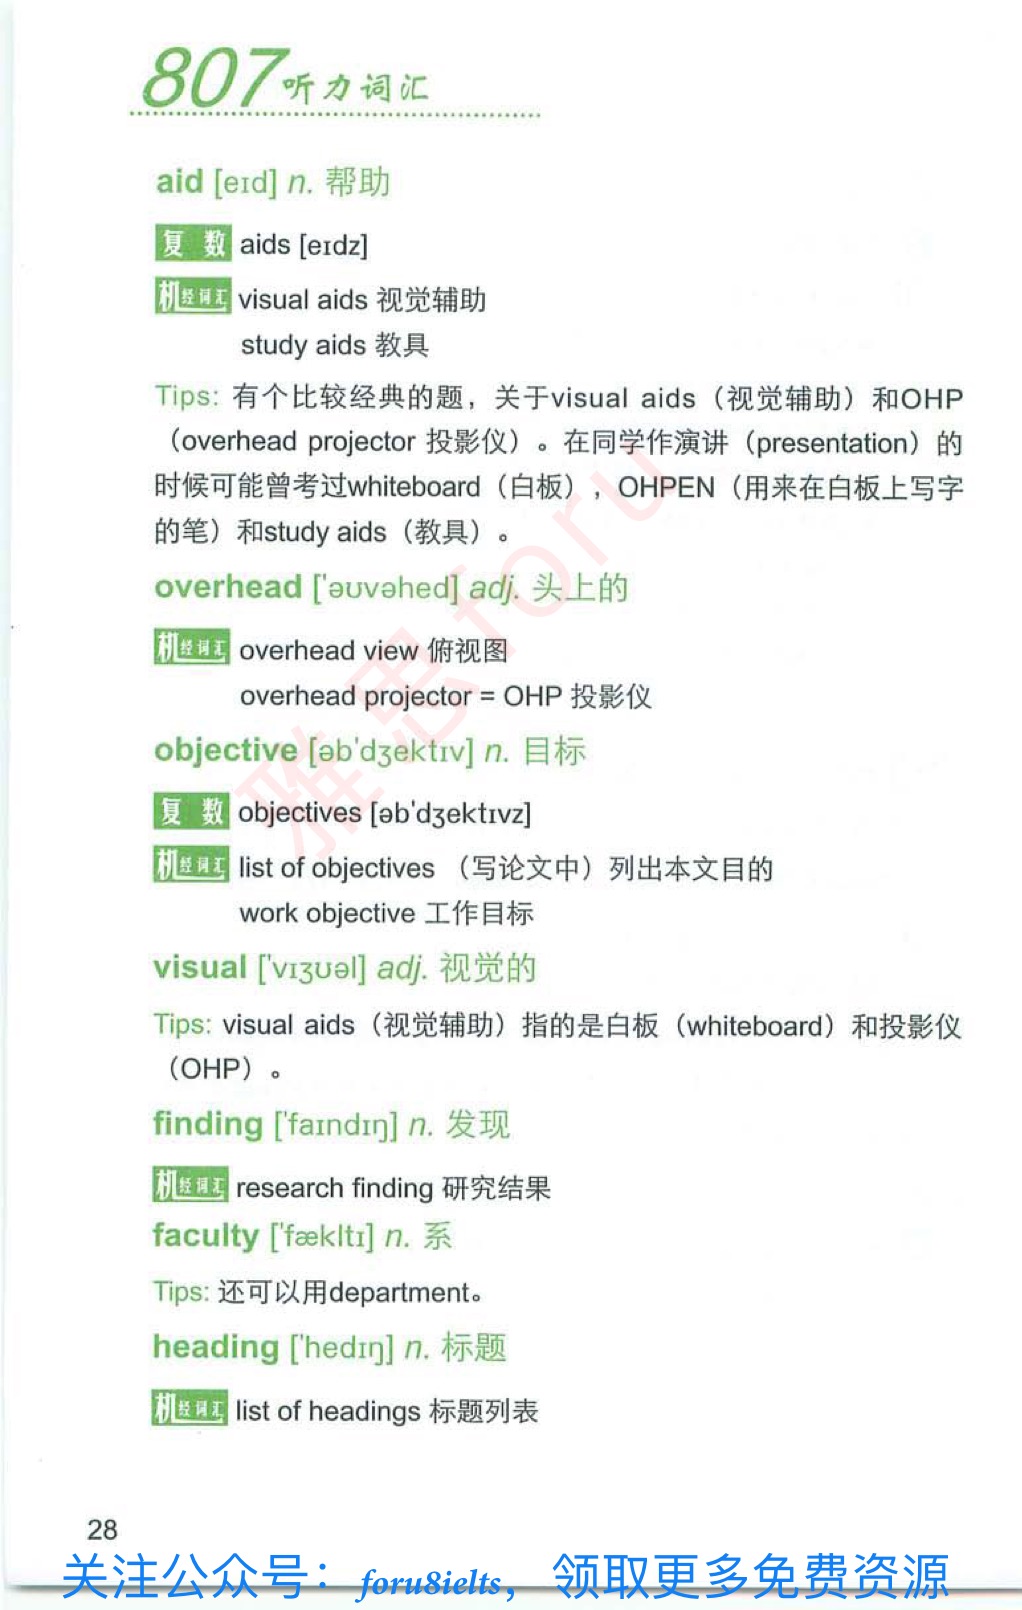 807听力词汇
aid [eɪd] n. 帮助
复数 aids [eɪdz]
机经词汇 visual aids 视觉辅助
study aids 教具
Tips: 有个比较经典的题，关于visual aids（视觉辅助）和OHP
（overhead projector 投影仪）。在同学作演讲（presentation）的
时候可能曾考过whiteboard（白板），OHPEN（用来在白板上写字
的笔）和study aids（教具）。
overhead ['əʊvəhed] adj. 头上的
机经词汇 overhead view 俯视图
overhead projector = OHP 投影仪
objective [əb'dʒektɪv] n. 目标
复数 objectives [əb'dʒektɪvz]
机经词汇 list of objectives （写论文中）列出本文目的
work objective 工作目标
visual ['vɪʒʊəl] adj. 视觉的
Tips: visual aids（视觉辅助）指的是白板（whiteboard）和投影仪
（OHP）。
finding ['faɪndɪŋ] n. 发现
机经词汇 research finding 研究结果
faculty ['fækltɪ] n. 系
Tips: 还可以用department。
heading ['hedɪŋ] n. 标题
机经词汇 list of headings 标题列表
28
关注公众号：foru8ielts，领取更多免费资源
雅思foru